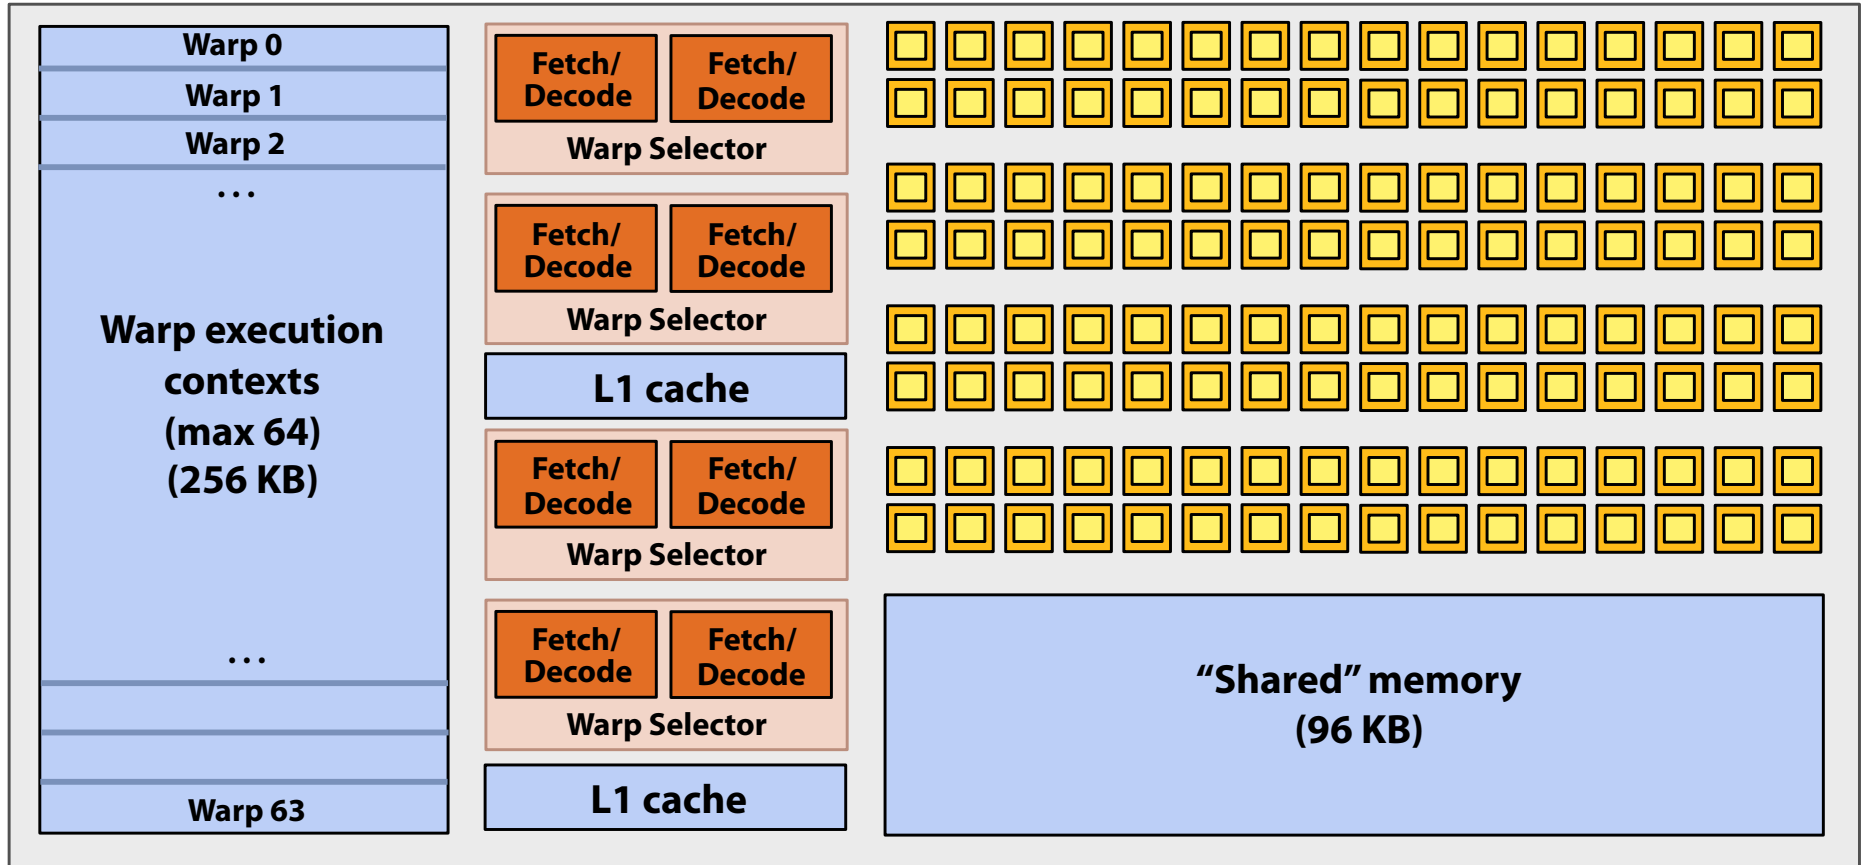 Warp 0
Warp 1
Warp 2
...
Warp execution
contexts
(max 64)
(256 KB)
...
Warp 63
Fetch/
Decode
Fetch/
Decode
Warp Selector
Fetch/
Decode
Fetch/
Decode
Warp Selector
L1 cache
Fetch/
Decode
Fetch/
Decode
Warp Selector
Fetch/
Decode
Fetch/
Decode
Warp Selector
L1 cache
“Shared” memory
(96 KB)